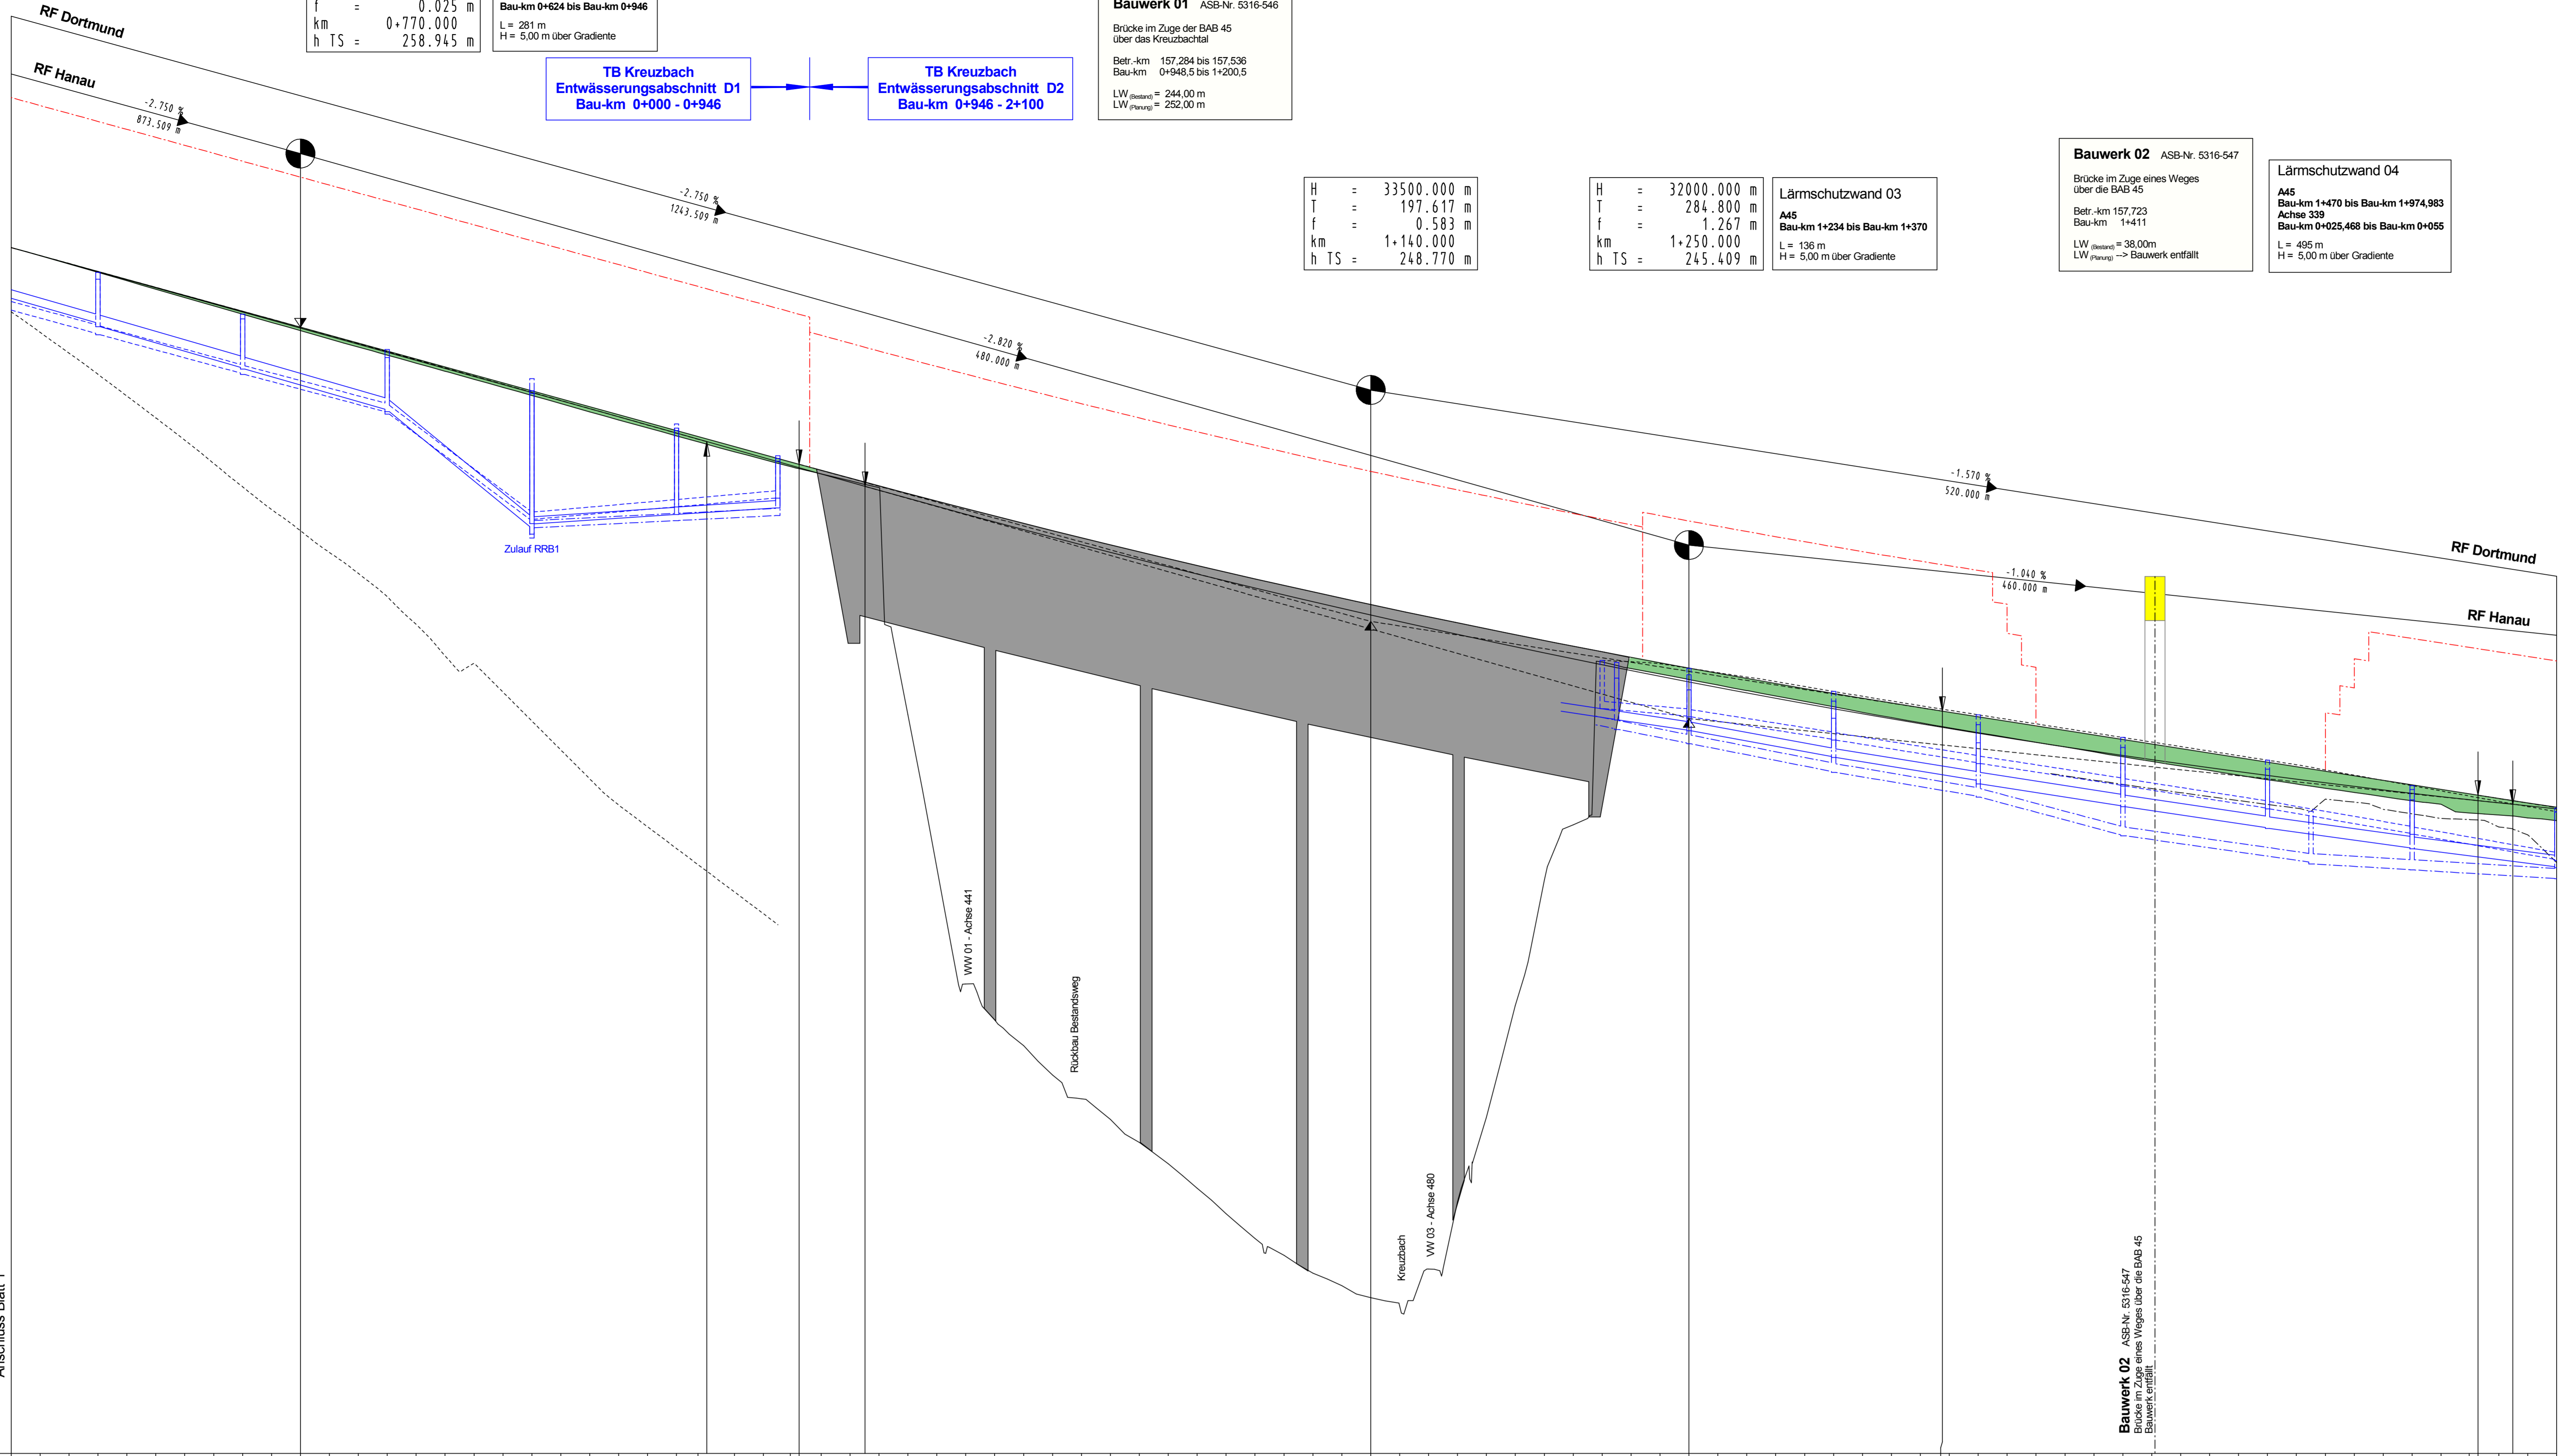 RF Dortmund
f = 0.025 m
km 0+770.000
h TS = 258.945 m
Bau-km 0+624 bis Bau-km 0+946
L = 281 m
H = 5,00 m über Gradiente
Bauwerk 01 ASB-Nr. 5316-546
Brücke im Zuge der BAB 45
über das Kreuzbachtal
Betr.-km 157,284 bis 157,536
Bau-km 0+948,5 bis 1+200,5
LW (Bestand) = 244,00 m
LW (Planung) = 252,00 m
RF Hanau
TB Kreuzbach
Entwässerungsabschnitt D1
Bau-km 0+000 - 0+946
TB Kreuzbach
Entwässerungsabschnitt D2
Bau-km 0+946 - 2+100
-2.750 %
873.509 m
-2.750 %
1243.509 m
H = 33500.000 m
T = 197.617 m
f = 0.583 m
km 1+140.000
h TS = 248.770 m
H = 32000.000 m
T = 284.800 m
f = 1.267 m
km 1+250.000
h TS = 245.409 m
Lärmschutzwand 03
A45
Bau-km 1+234 bis Bau-km 1+370
L = 136 m
H = 5,00 m über Gradiente
Bauwerk 02 ASB-Nr. 5316-547
Brücke im Zuge eines Weges
über die BAB 45
Betr.-km 157,723
Bau-km 1+411
LW (Bestand) = 38,00m
LW (Planung) --> Bauwerk entfällt
Lärmschutzwand 04
A45
Bau-km 1+470 bis Bau-km 1+974,983
Achse 339
Bau-km 0+025,468 bis Bau-km 0+055
L = 495 m
H = 5,00 m über Gradiente
-2.820 %
480.000 m
-1.570 %
520.000 m
RF Dortmund
-1.040 %
460.000 m
RF Hanau
Zulauf RRB1
WW 01 - Achse 441
Rückbau Bestandsweg
Kreuzbach
VW 03 - Achse 480
Bauwerk 02 ASB-Nr. 5316-547
Brücke im Zuge eines Weges über die BAB 45
Bauwerk entfällt
Anschluss Blatt 1